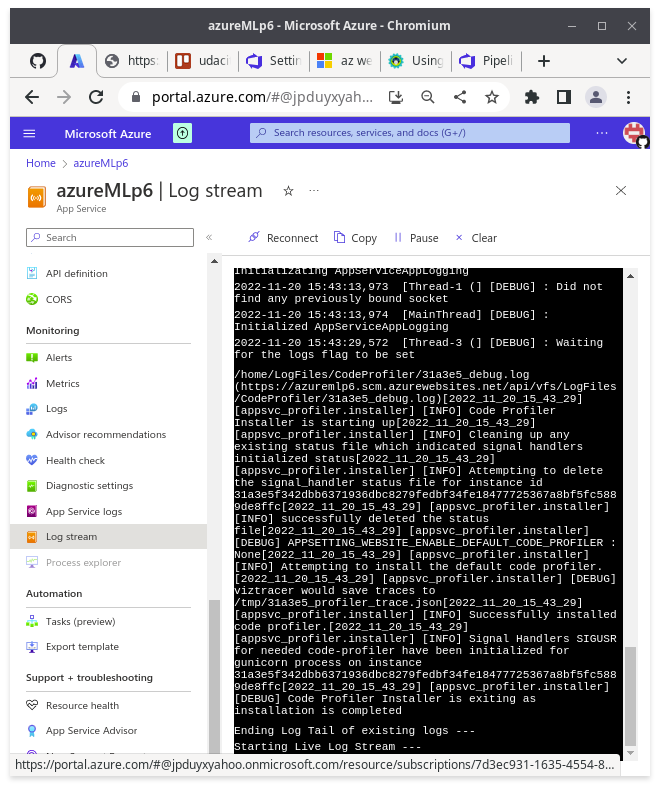 azureMLp6 - Microsoft Azure - Chromium
https:
udacit
Settin
az we
Using
Pipeli
portal.azure.com/#@jpduyxyaho...
Microsoft Azure
Search resources, services, and docs (G+/)
Home > azureMLp6
azureMLp6 | Log stream
App Service
Search
Reconnect
Copy
Pause
Clear
API definition
CORS
Monitoring
Alerts
Metrics
Logs
Advisor recommendations
Health check
Diagnostic settings
App Service logs
Log stream
Process explorer
Automation
Tasks (preview)
Export template
Support + troubleshooting
Resource health
App Service Advisor
Initializating AppServiceAppLogging
2022-11-20 15:43:13,973 [Thread-1 (] [DEBUG] : Did not
find any previously bound socket
2022-11-20 15:43:13,974 [MainThread] [DEBUG] :
Initialized AppServiceAppLogging
2022-11-20 15:43:29,572 [Thread-3 (] [DEBUG] : Waiting
for the logs flag to be set
/home/LogFiles/CodeProfiler/31a3e5_debug.log
(https://azuremlp6.scm.azurewebsites.net/api/vfs/LogFiles
/CodeProfiler/31a3e5_debug.log)[2022_11_20_15_43_29]
[appsvc_profiler.installer] [INFO] Code Profiler
Installer is starting up[2022_11_20_15_43_29]
[appsvc_profiler.installer] [INFO] Cleaning up any
existing status file which indicated signal handlers
initialized status[2022_11_20_15_43_29]
[appsvc_profiler.installer] [INFO] Attempting to delete
the signal_handler status file for instance id
31a3e5f342dbb6371936dbc8279fedbf34fe18477725367a8bf5fc588
9de8ffc[2022_11_20_15_43_29] [appsvc_profiler.installer]
[INFO] successfully deleted the status
file[2022_11_20_15_43_29] [appsvc_profiler.installer]
[DEBUG] APPSETTING_WEBSITE_ENABLE_DEFAULT_CODE_PROFILER :
None[2022_11_20_15_43_29] [appsvc_profiler.installer]
[INFO] Attempting to install the default code profiler.
[2022_11_20_15_43_29] [appsvc_profiler.installer] [DEBUG]
viztracer would save traces to
/tmp/31a3e5_profiler_trace.json[2022_11_20_15_43_29]
[appsvc_profiler.installer] [INFO] Successfully installed
code profiler.[2022_11_20_15_43_29]
[appsvc_profiler.installer] [INFO] Signal Handlers SIGUSR
for needed code-profiler have been initialized for
gunicorn process on instance
31a3e5f342dbb6371936dbc8279fedbf34fe18477725367a8bf5fc588
9de8ffc[2022_11_20_15_43_29] [appsvc_profiler.installer]
[DEBUG] Code Profiler Installer is exiting as
installation is completed
Ending Log Tail of existing logs ---
Starting Live Log Stream ---
https://portal.azure.com/#@jpduyxyahoo.onmicrosoft.com/resource/subscriptions/7d3ec931-1635-4554-8...